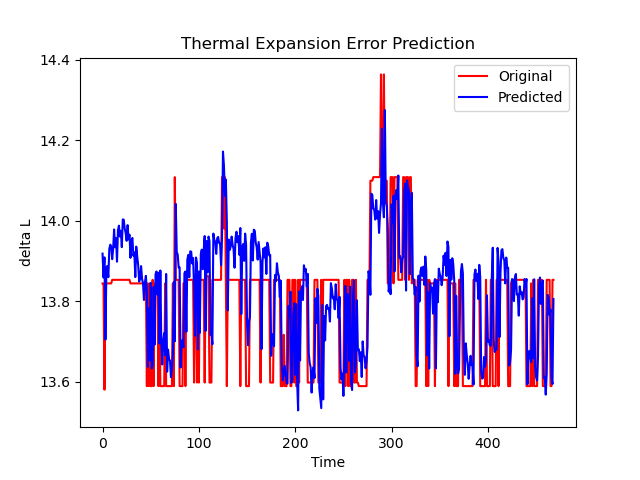 Thermal Expansion Error Prediction
Original
Predicted
delta L
14.4
14.2
14.0
13.8
13.6
0 100 200 300 400
Time